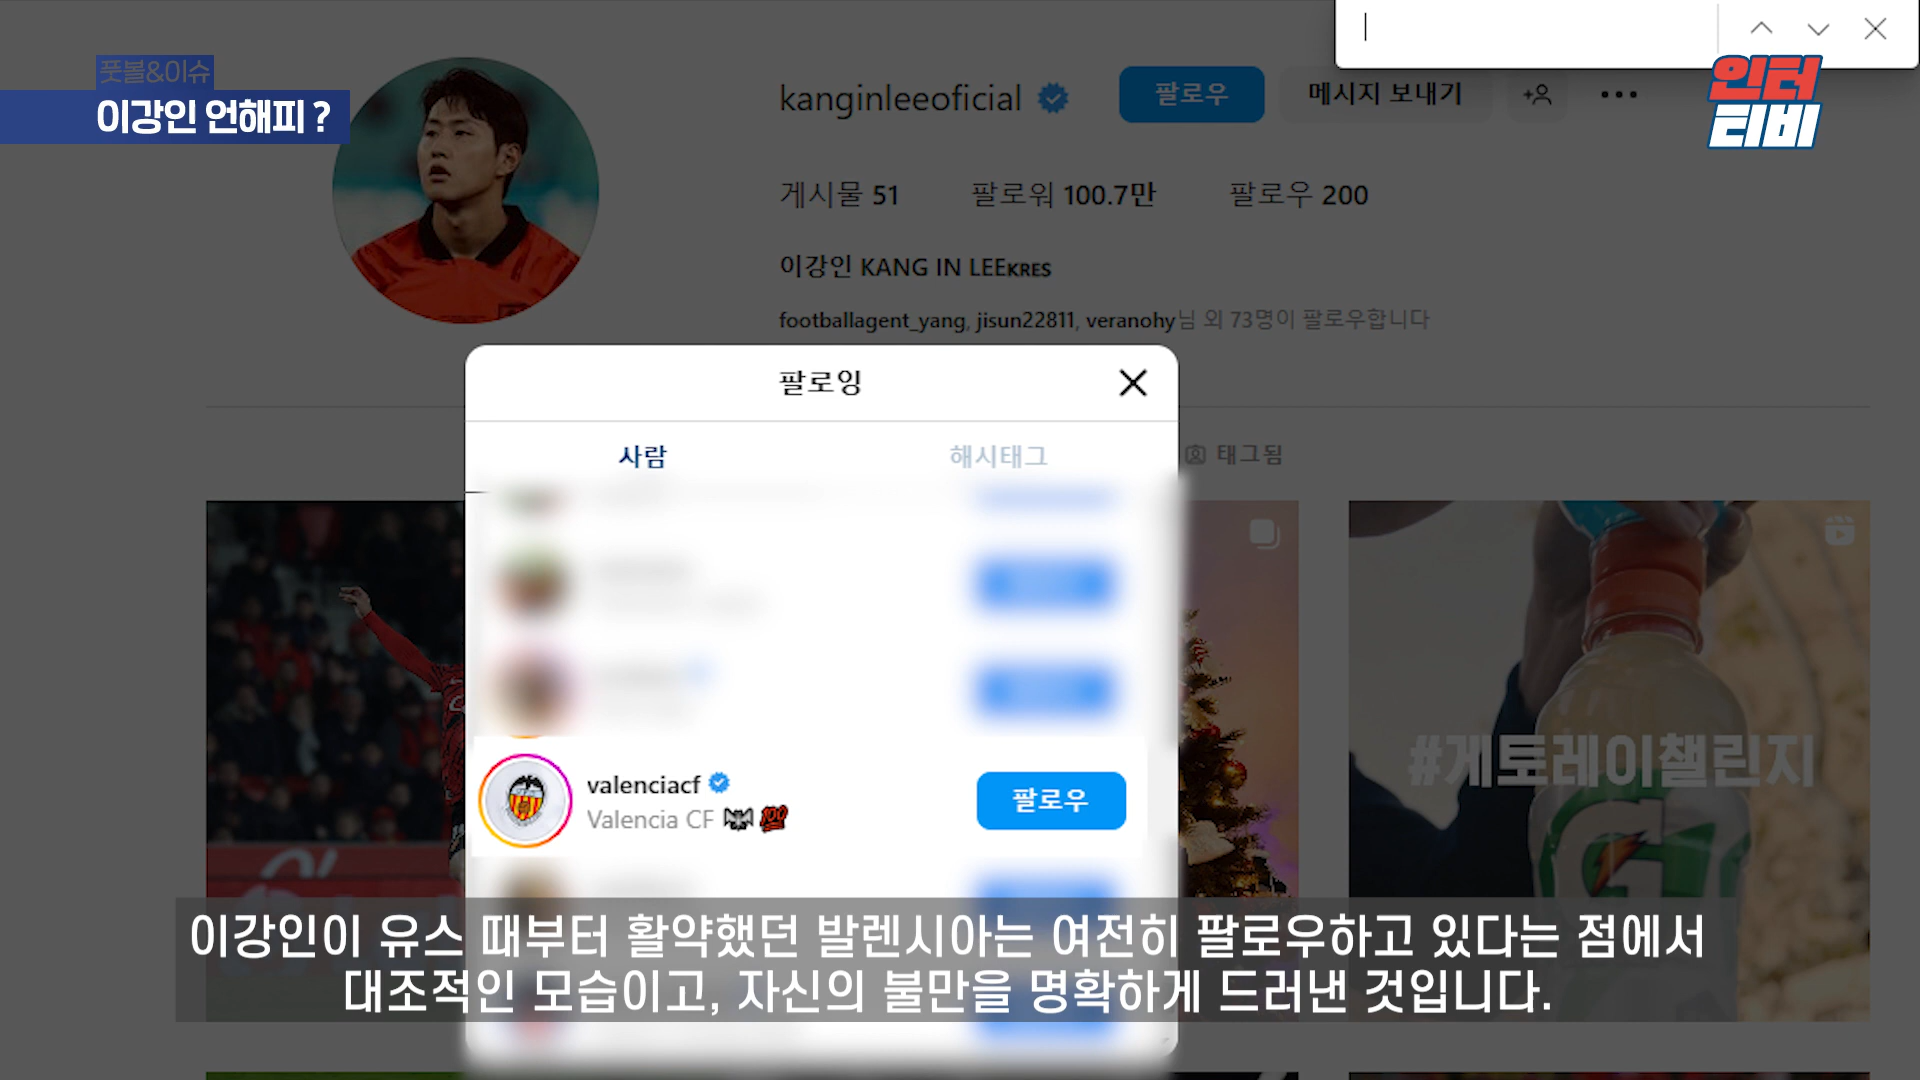 풋볼&이슈
이강인 언해피 ?
인터
티비
kanginleeoficial
팔로우
메시지 보내기
게시물 51
팔로워 100.7만
팔로우 200
이강인 KANG IN LEEKRES
footballagent_yang, jisun22811, veranohy님 외 73명이 팔로우합니다
팔로잉
사람
해시태그
태그됨
valenciacf
Valencia CF 🦇💯
팔로우
#게토레이챌린지
G
이강인이 유스 때부터 활약했던 발렌시아는 여전히 팔로우하고 있다는 점에서
대조적인 모습이고, 자신의 불만을 명확하게 드러낸 것입니다.